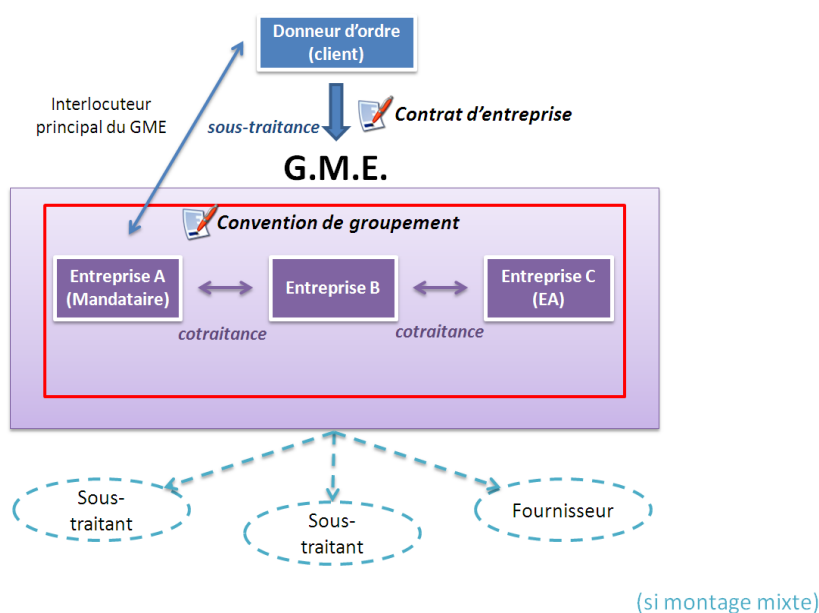 Donneur d'ordre
(client)
Interlocuteur
principal du GME
sous-traitance
Contrat d'entreprise
G.M.E.
Convention de groupement
Entreprise A
(Mandataire)
Entreprise B
Entreprise C
(EA)
cotraitance
cotraitance
Sous-
traitant
Sous-
traitant
Fournisseur
(si montage mixte)